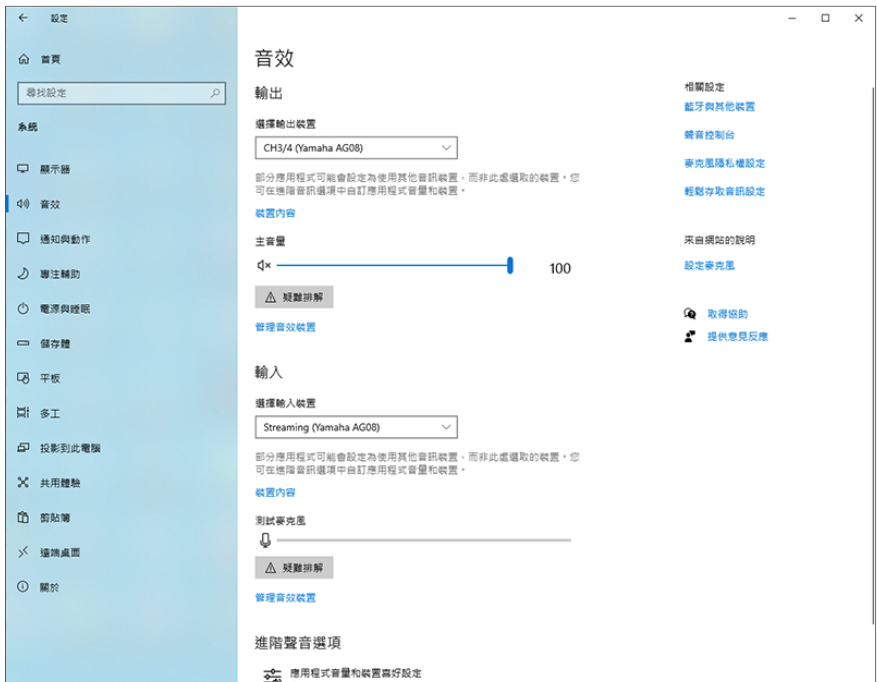 設定
首頁
尋找設定
系統
顯示器
音效
通知與動作
專注輔助
電源與睡眠
儲存體
平板
多工
投影到此電腦
共用體驗
剪貼簿
遠端桌面
關於
音效
輸出
選擇輸出裝置
CH3/4 (Yamaha AG08)
部分應用程式可能會設定為使用其他音訊裝置，而非此處選取的裝置。您
可在進階音訊選項中自訂應用程式音量和裝置。
裝置內容
主音量
100
疑難排解
管理音效裝置
輸入
選擇輸入裝置
Streaming (Yamaha AG08)
部分應用程式可能會設定為使用其他音訊裝置，而非此處選取的裝置。您
可在進階音訊選項中自訂應用程式音量和裝置。
裝置內容
測試麥克風
疑難排解
管理音效裝置
進階聲音選項
應用程式音量和裝置喜好設定
相關設定
藍牙與其他裝置
聲音控制台
麥克風隱私權設定
輕鬆存取音訊設定
來自網站的說明
設定麥克風
取得協助
提供意見反應